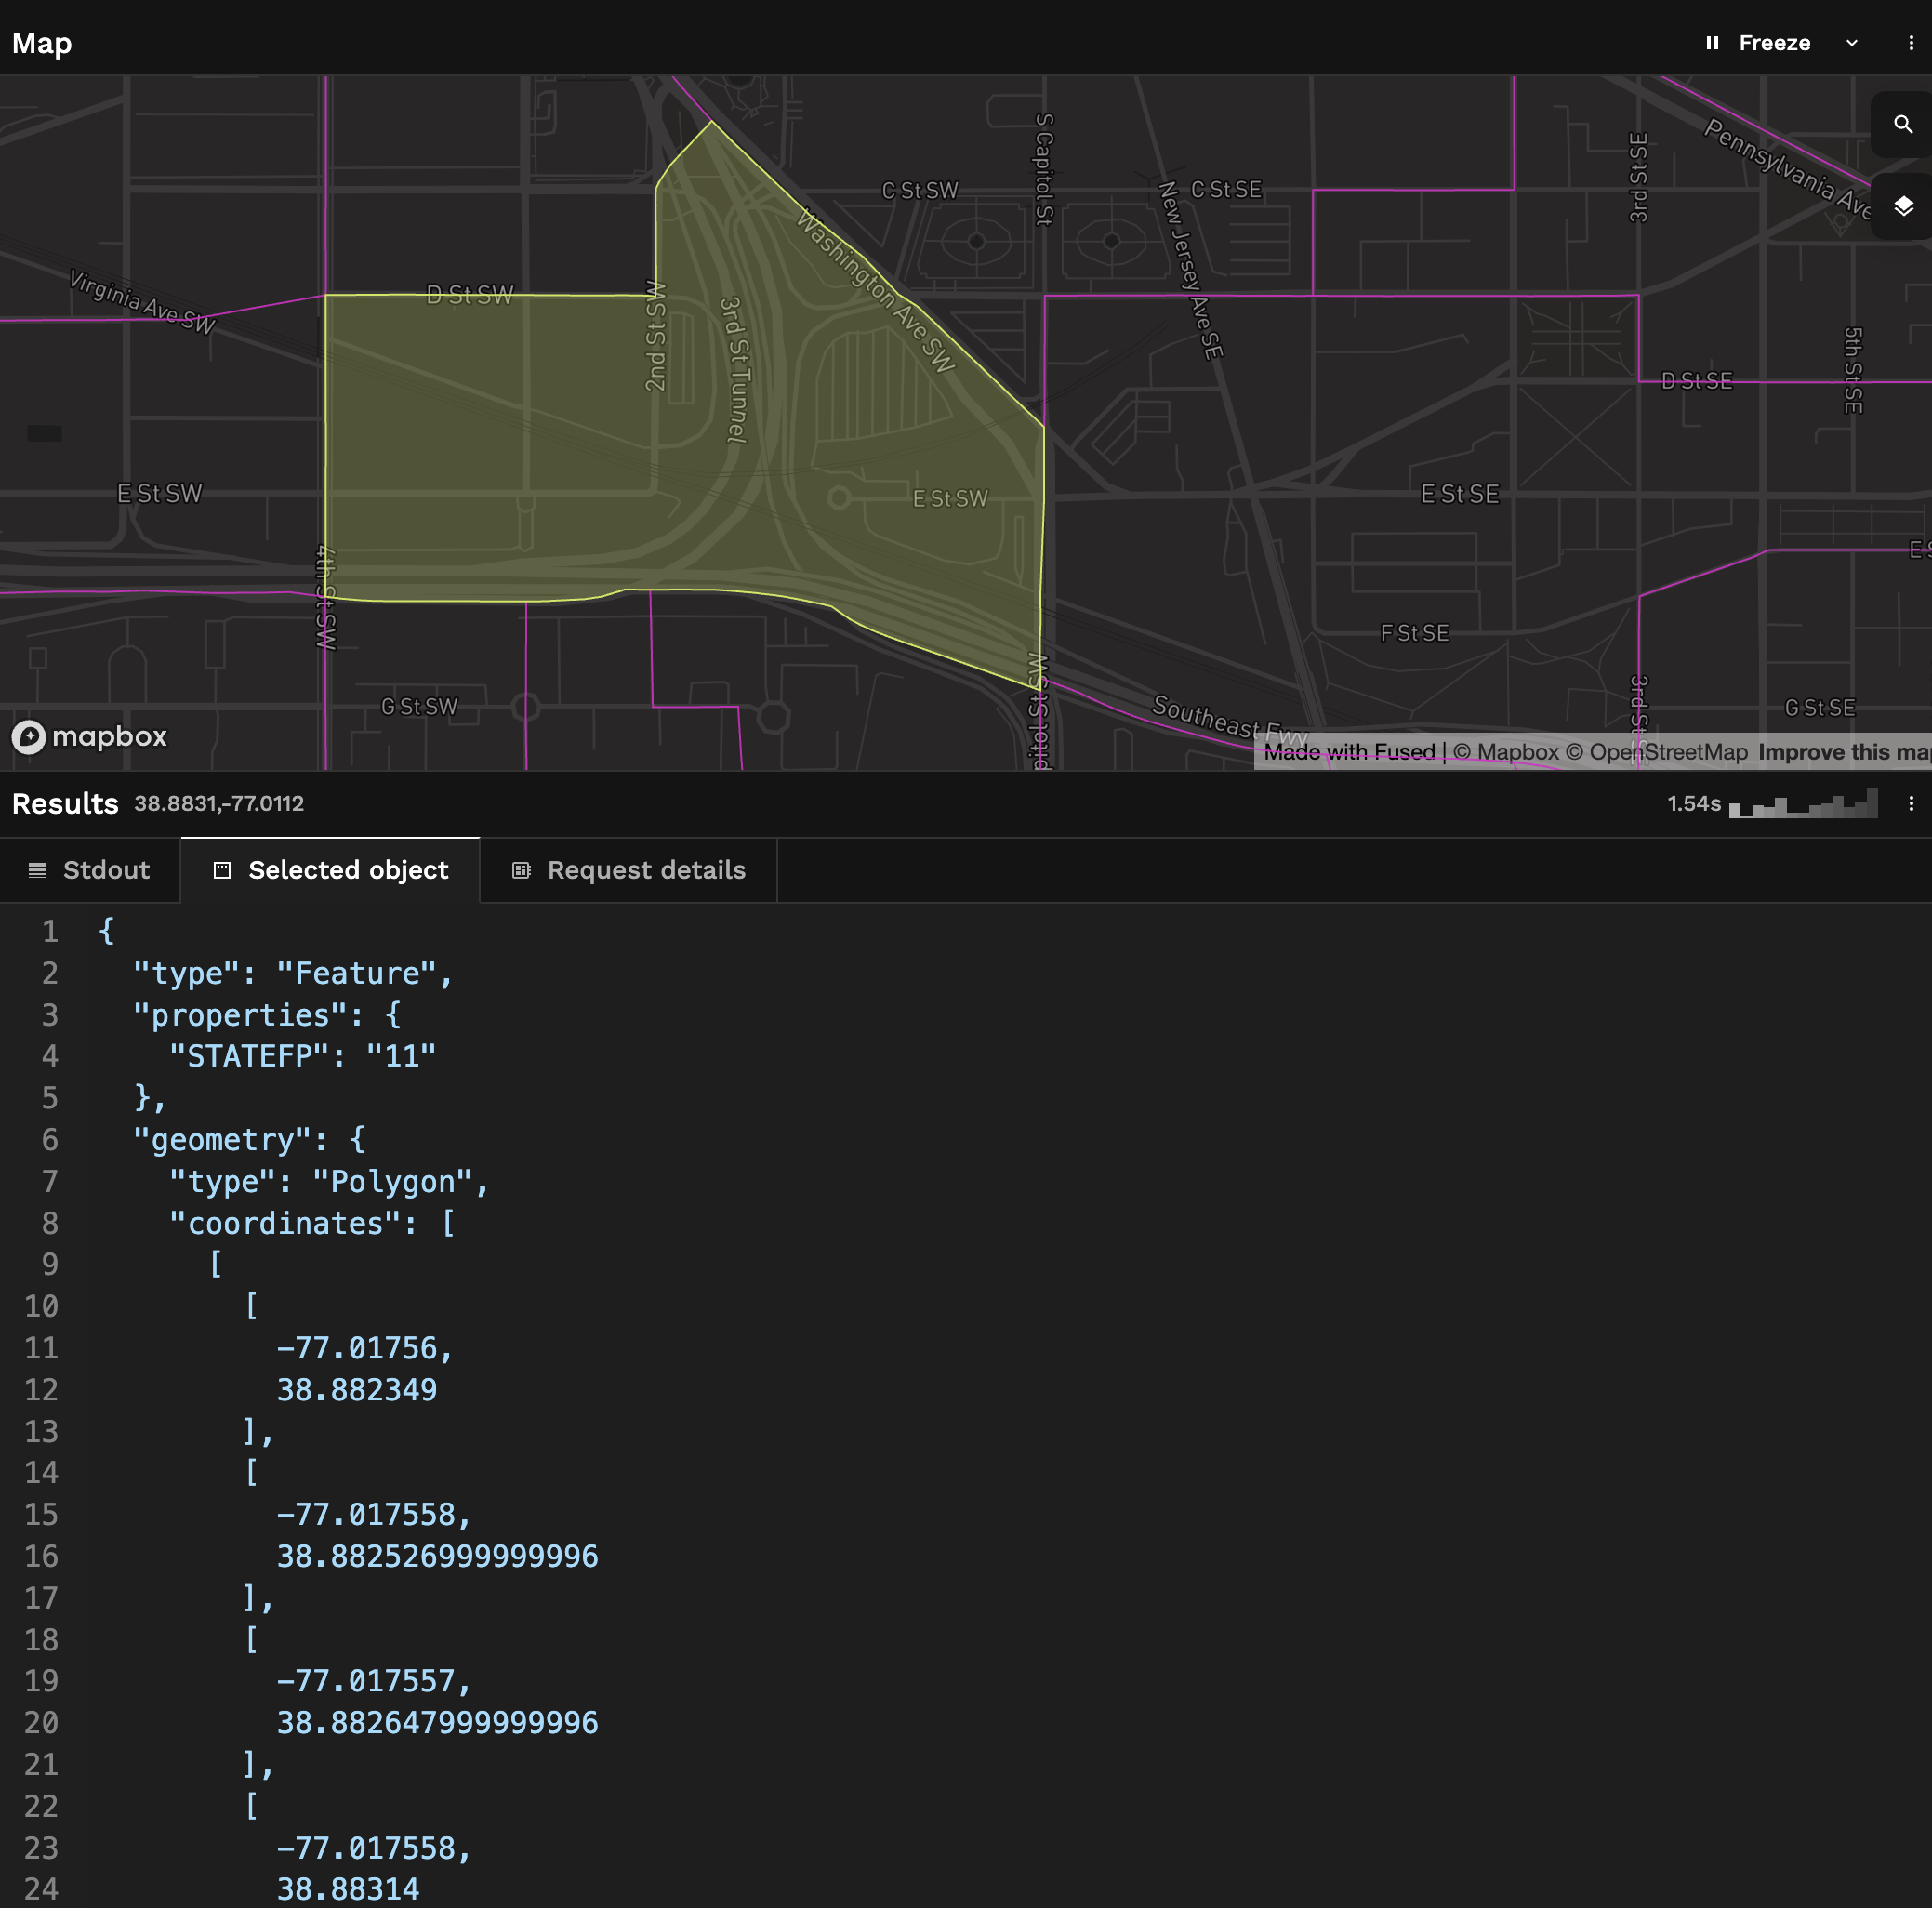 Map
Freeze
S Capitol St
Pennsylvania Ave
3rd St SE
C St SW
C St SE
New Jersey Ave SE
Washington Ave SW
Virginia Ave SW
D St SW
2nd St SW
3rd St Tunnel
5th St SE
D St SE
E St SW
E St SW
E St SE
E S
4th St SW
F St SE
G St SW
3rd St S
G St SE
Southeast Fwy
mapbox
Made with Fused | © Mapbox © OpenStreetMap Improve this map
Results 38.8831,-77.0112
1.54s
Stdout
Selected object
Request details
1 {
2 "type": "Feature",
3 "properties": {
4 "STATEFP": "11"
5 },
6 "geometry": {
7 "type": "Polygon",
8 "coordinates": [
9 [
10 [
11 -77.01756,
12 38.882349
13 ],
14 [
15 -77.017558,
16 38.882526999999996
17 ],
18 [
19 -77.017557,
20 38.882647999999996
21 ],
22 [
23 -77.017558,
24 38.88314